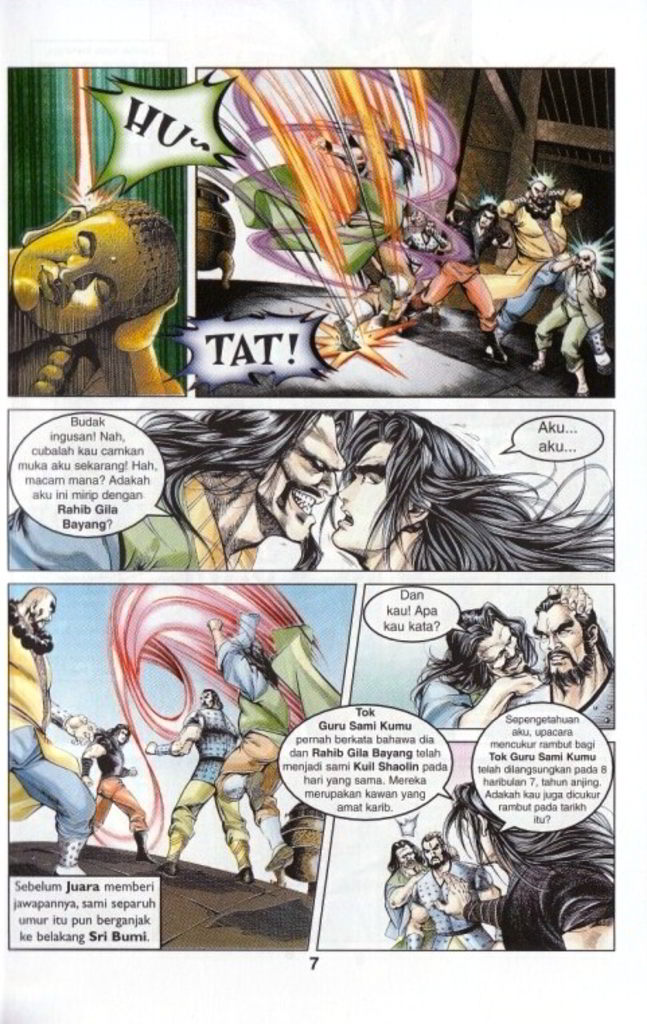 HU~
TAT!
Budak
ingusan! Nah,
cubalah kau camkan
muka aku sekarang! Hah,
macam mana? Adakah
aku ini mirip dengan
Rahib Gila
Bayang?
Aku...
aku...
Sebelum Juara memberi
jawapannya, sami separuh
umur itu pun berganjak
ke belakang Sri Bumi.
Dan
kau! Apa
kau kata?
Tok
Guru Sami Kumu
pernah berkata bahawa dia
dan Rahib Gila Bayang telah
menjadi sami Kuil Shaolin pada
hari yang sama. Mereka
merupakan kawan yang
amat karib.
Sepengetahuan
aku, upacara
mencukur rambut bagi
Tok Guru Sami Kumu
telah dilangsungkan pada 8
haribulan 7, tahun anjing.
Adakah kau juga dicukur
rambut pada tarikh
itu?
7